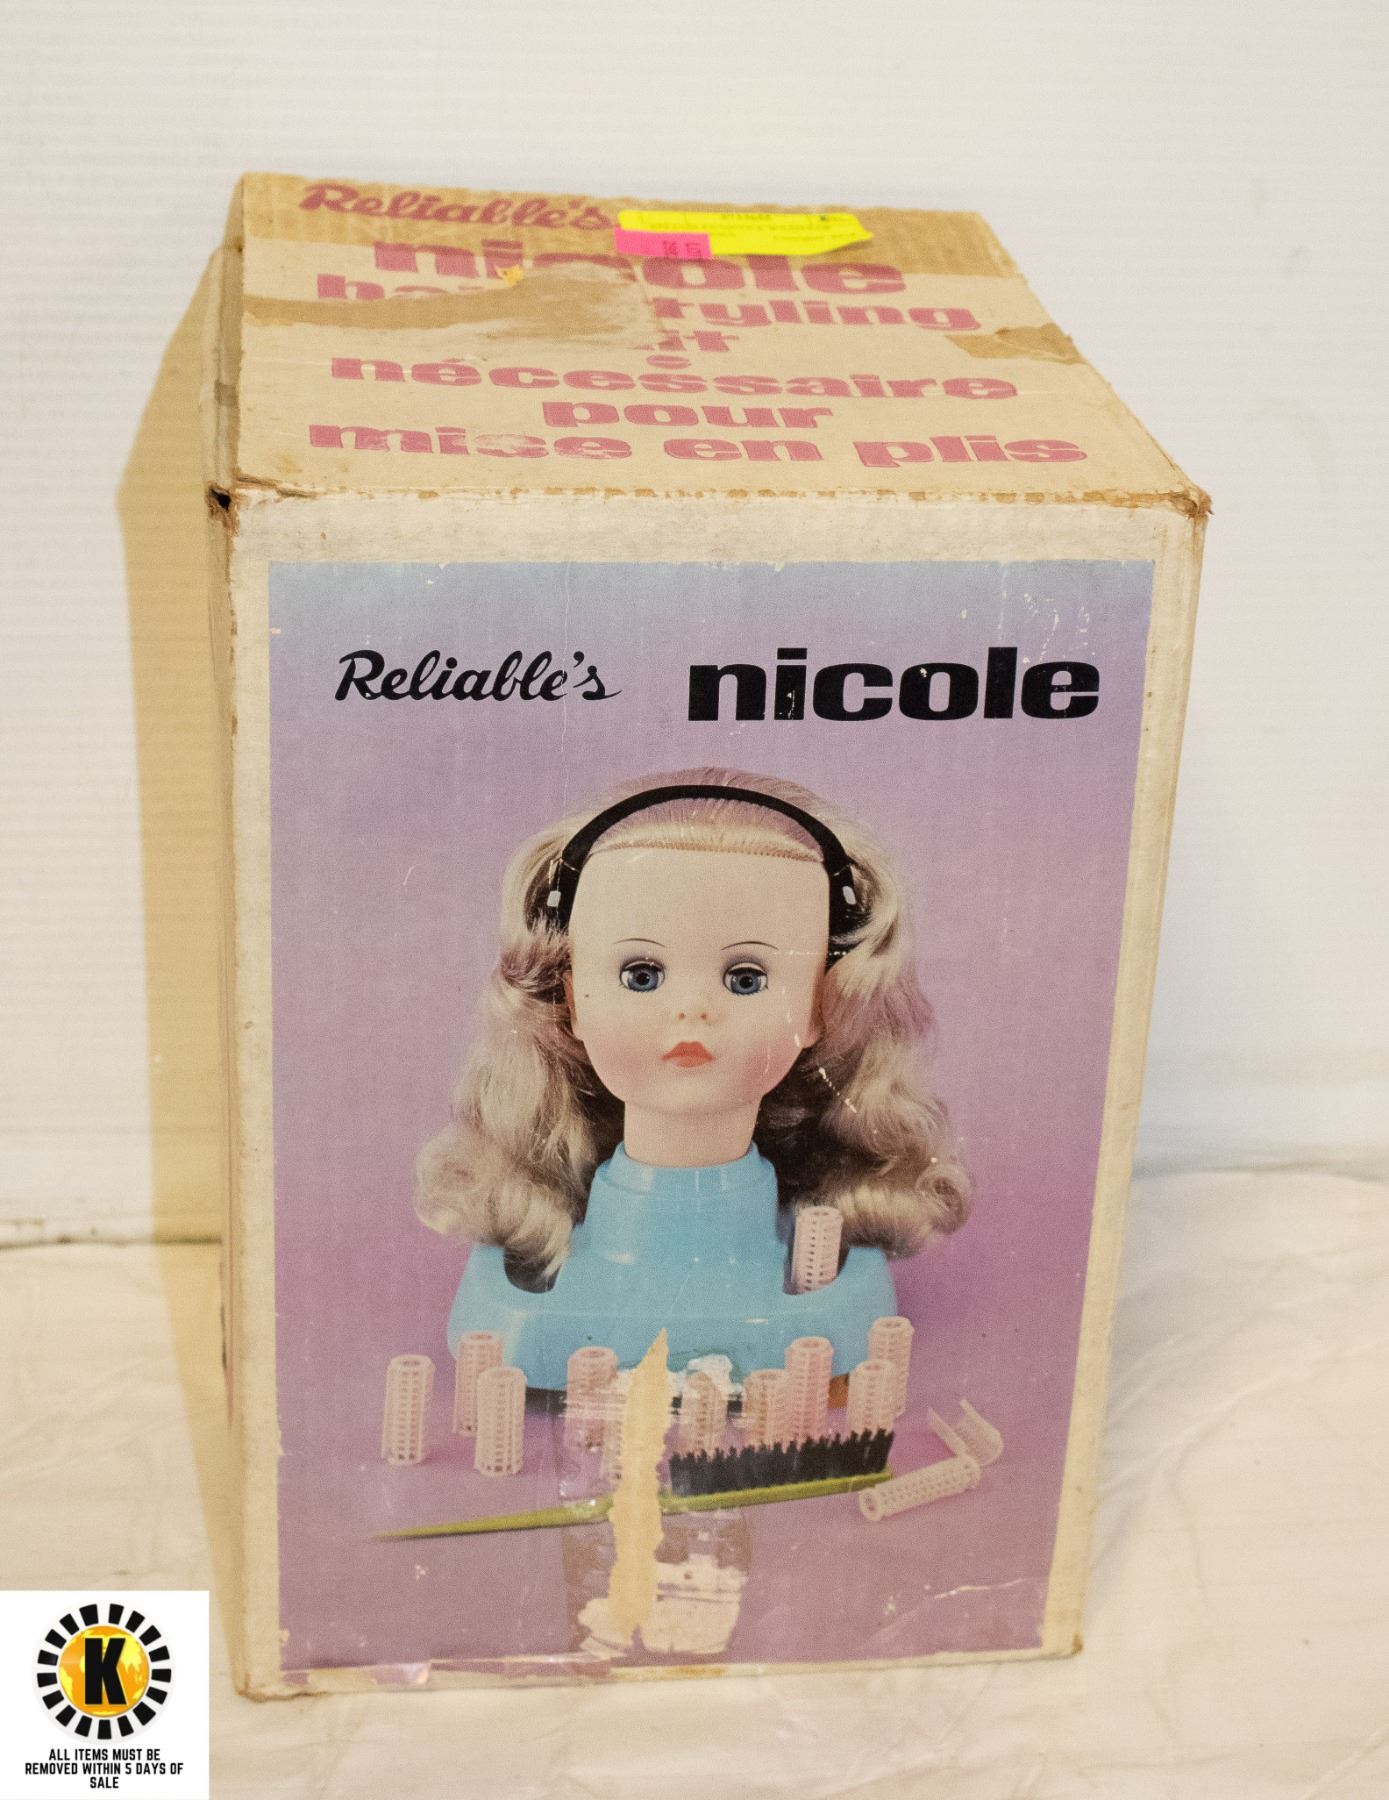 Reliable's
nicole
tyling
nécessaire
pour
mise en plis
Reliable's nicole
K
ALL ITEMS MUST BE
REMOVED WITHIN 5 DAYS OF
SALE